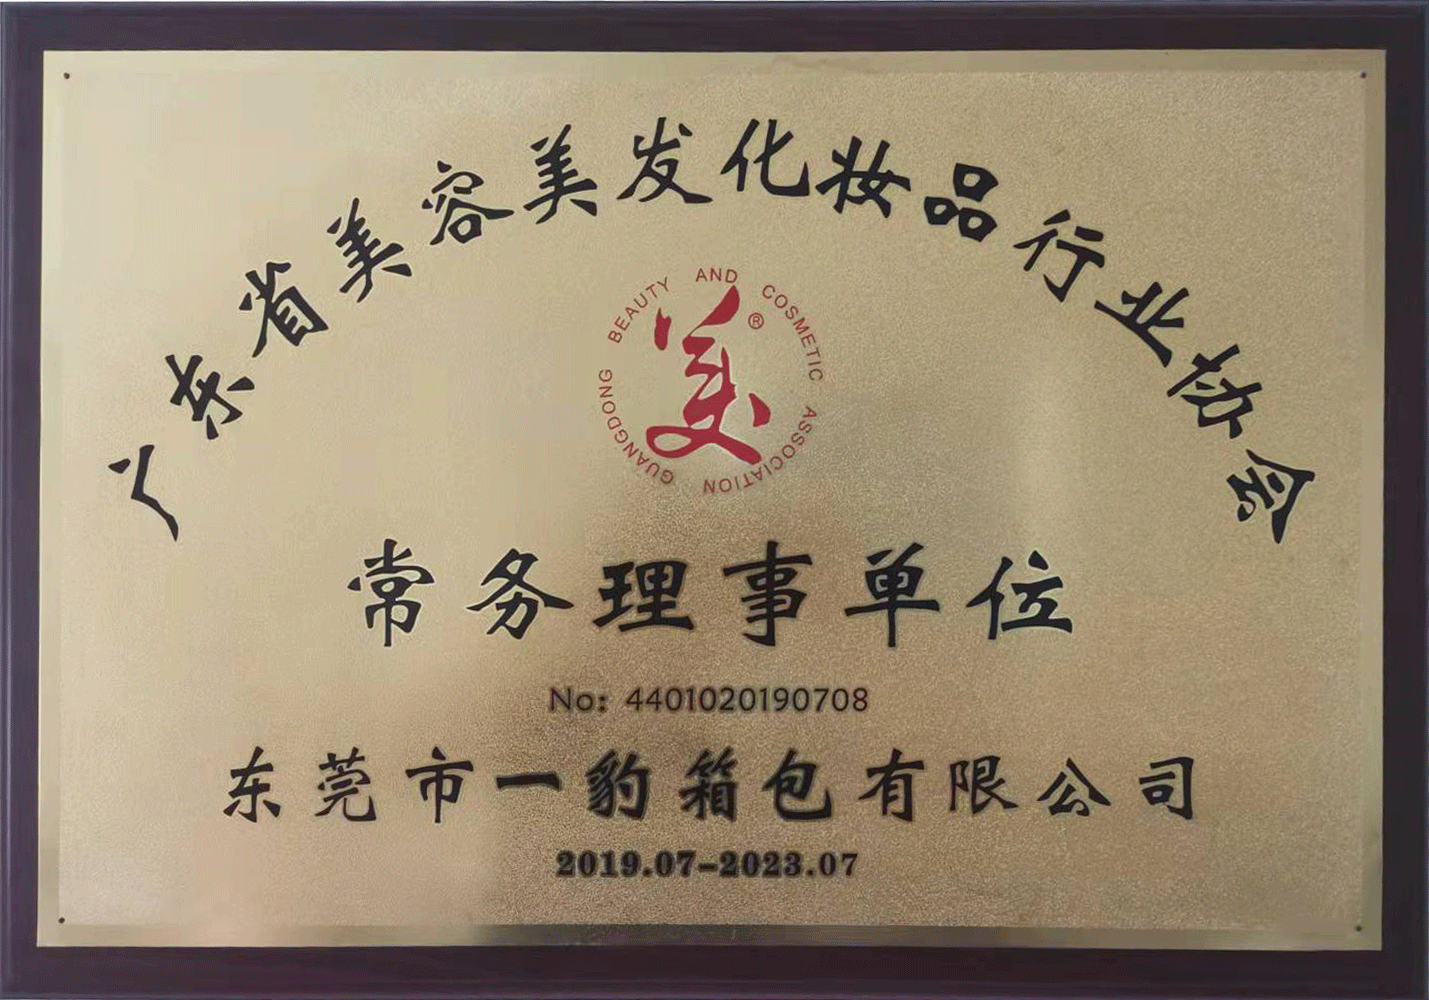 广东省美容美发化妆品行业协会
GUANGDONG BEAUTY AND COSMETIC ASSOCIATION
美®
常务理事单位
No: 4401020190708
东莞市一豹箱包有限公司
2019.07-2023.07